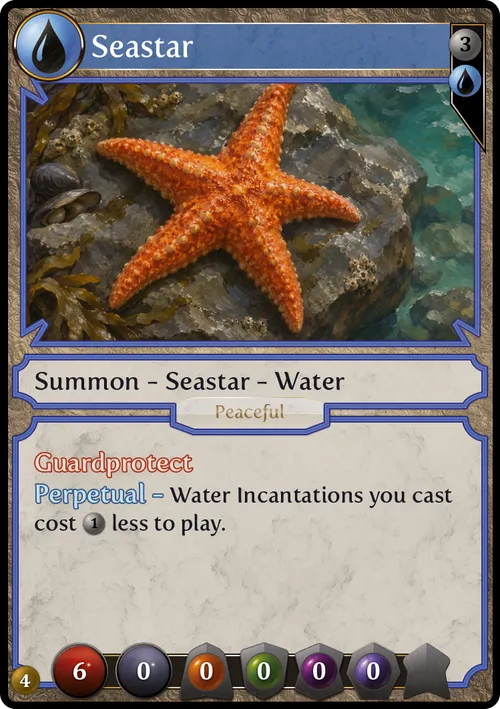 Seastar
3
Summon - Seastar - Water
Peaceful
Guardprotect
Perpetual - Water Incantations you cast
cost 1 less to play.
4
6* 0* 0 0 0 0